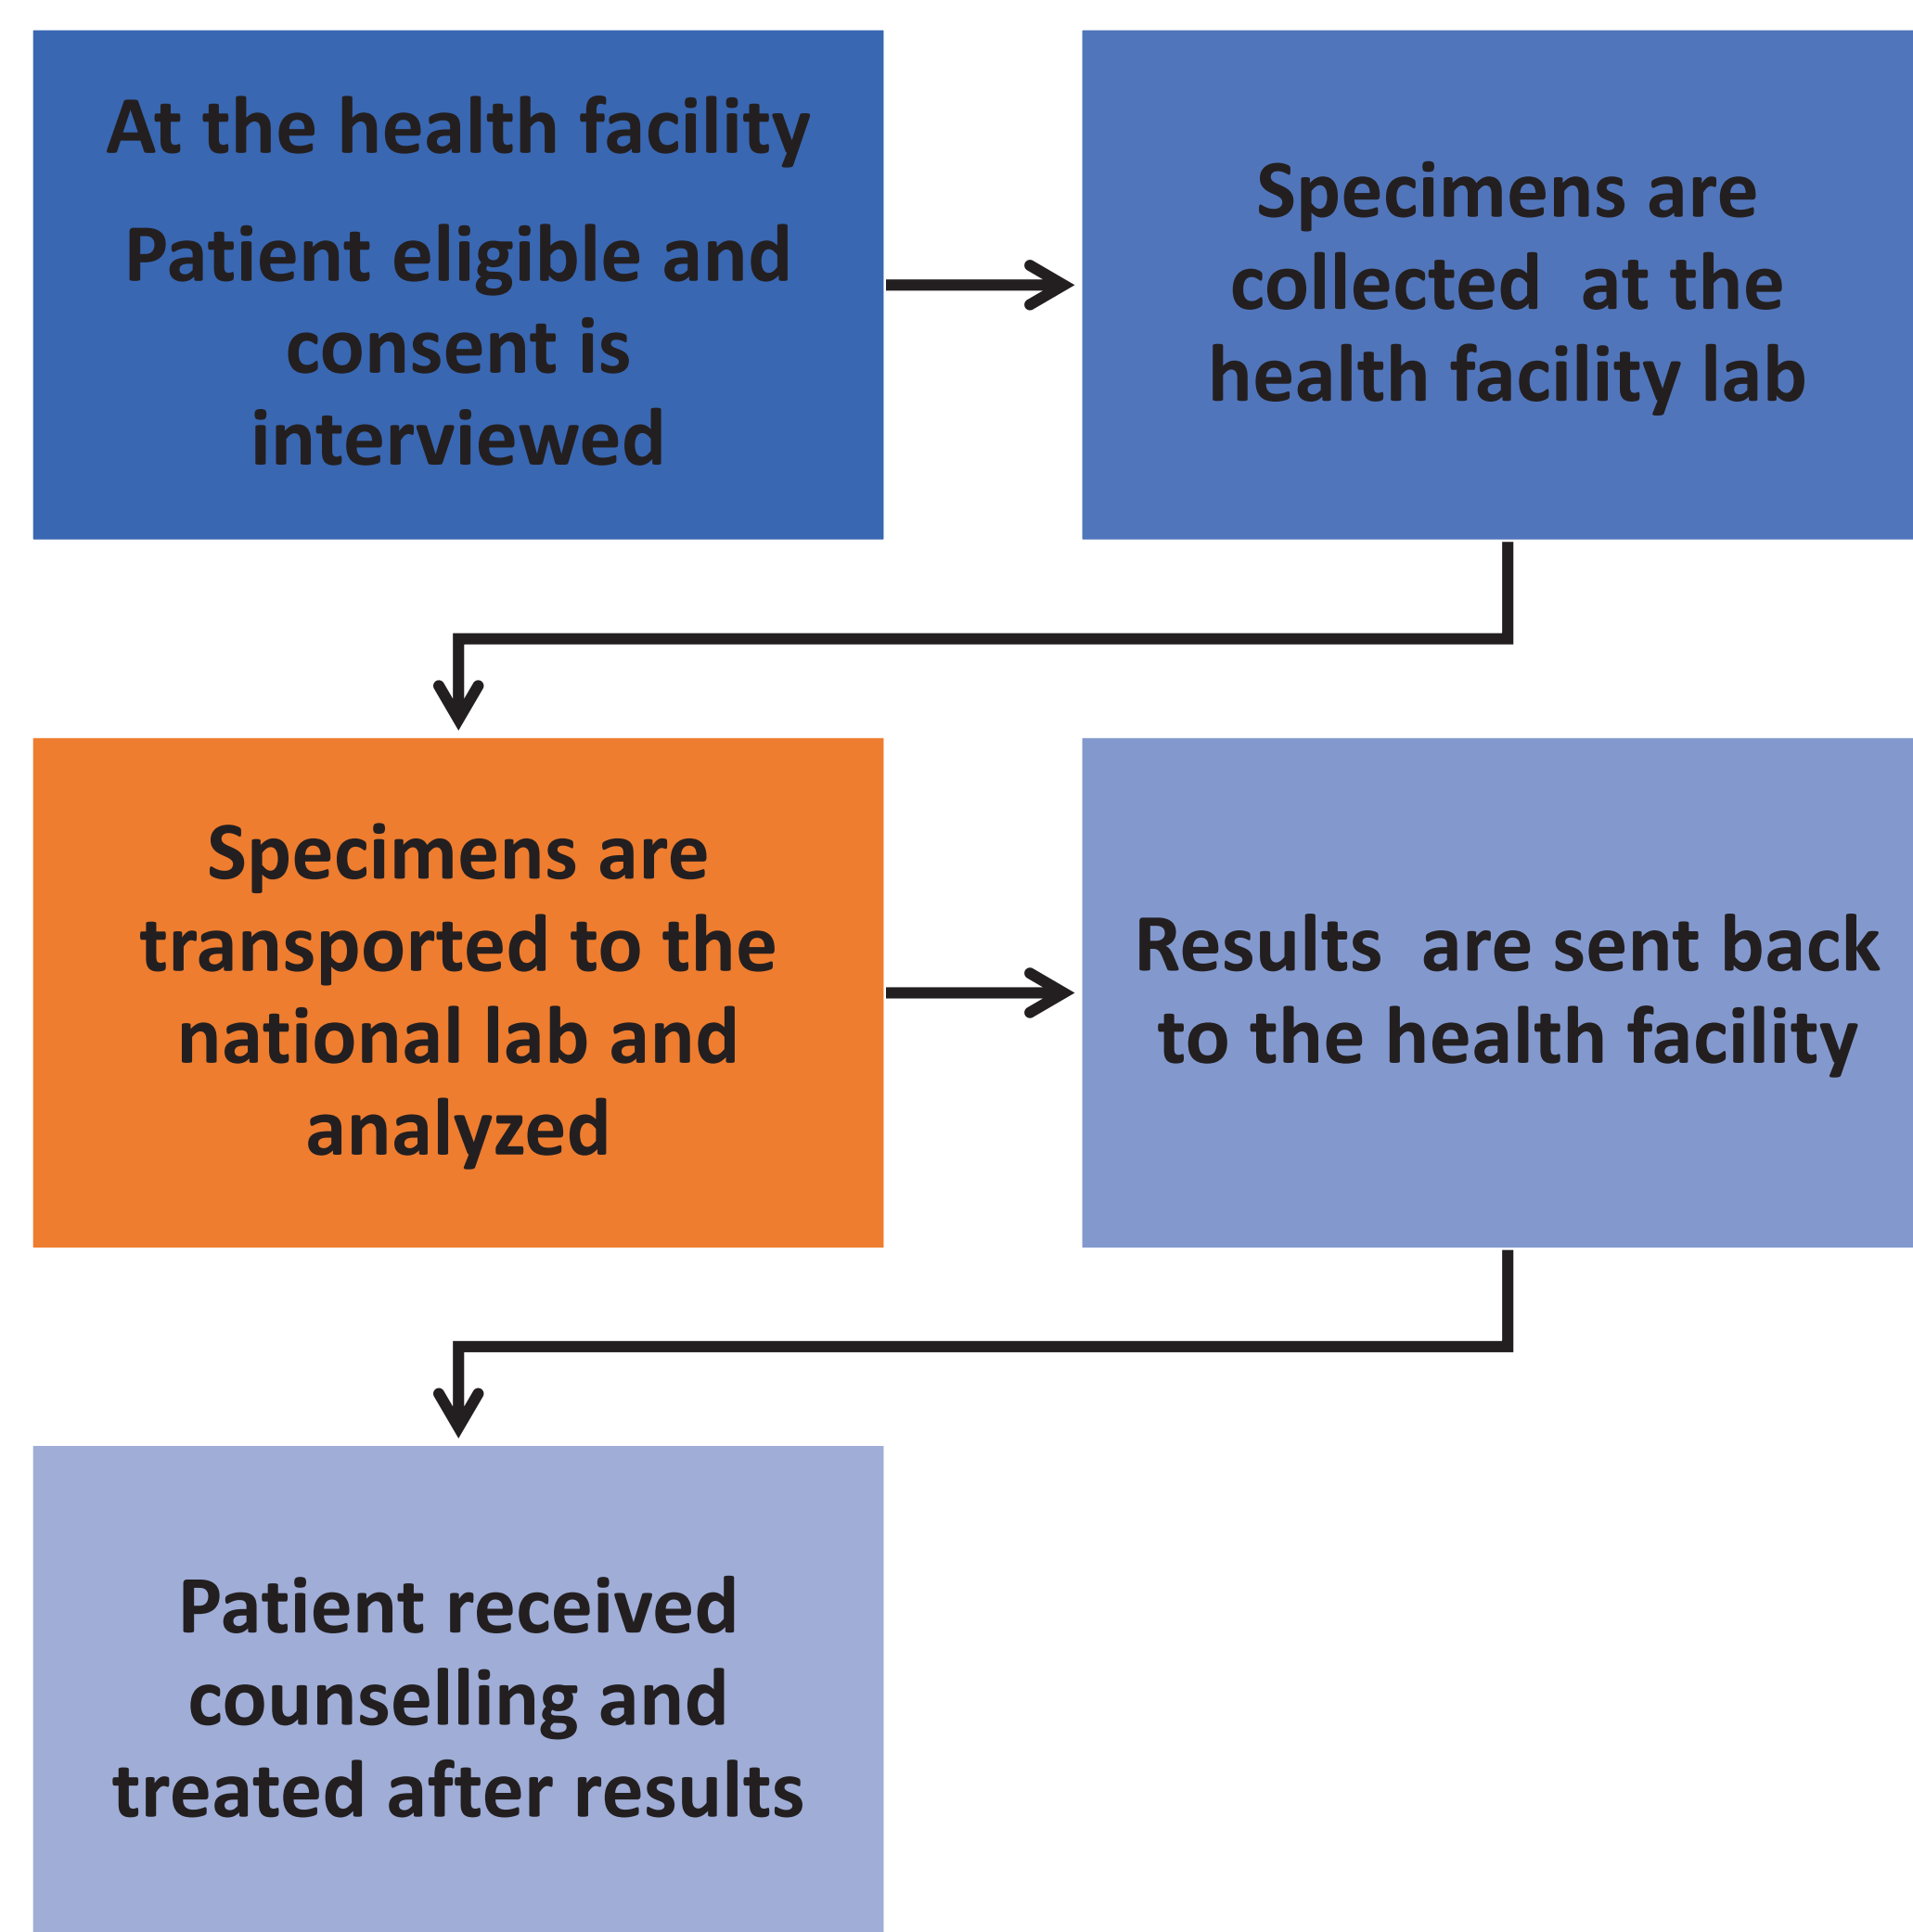 At the health facility
Patient eligible and
consent is
interviewed
Specimens are
collected at the
health facility lab
Specimens are
transported to the
national lab and
analyzed
Results are sent back
to the health facility
Patient received
counselling and
treated after results